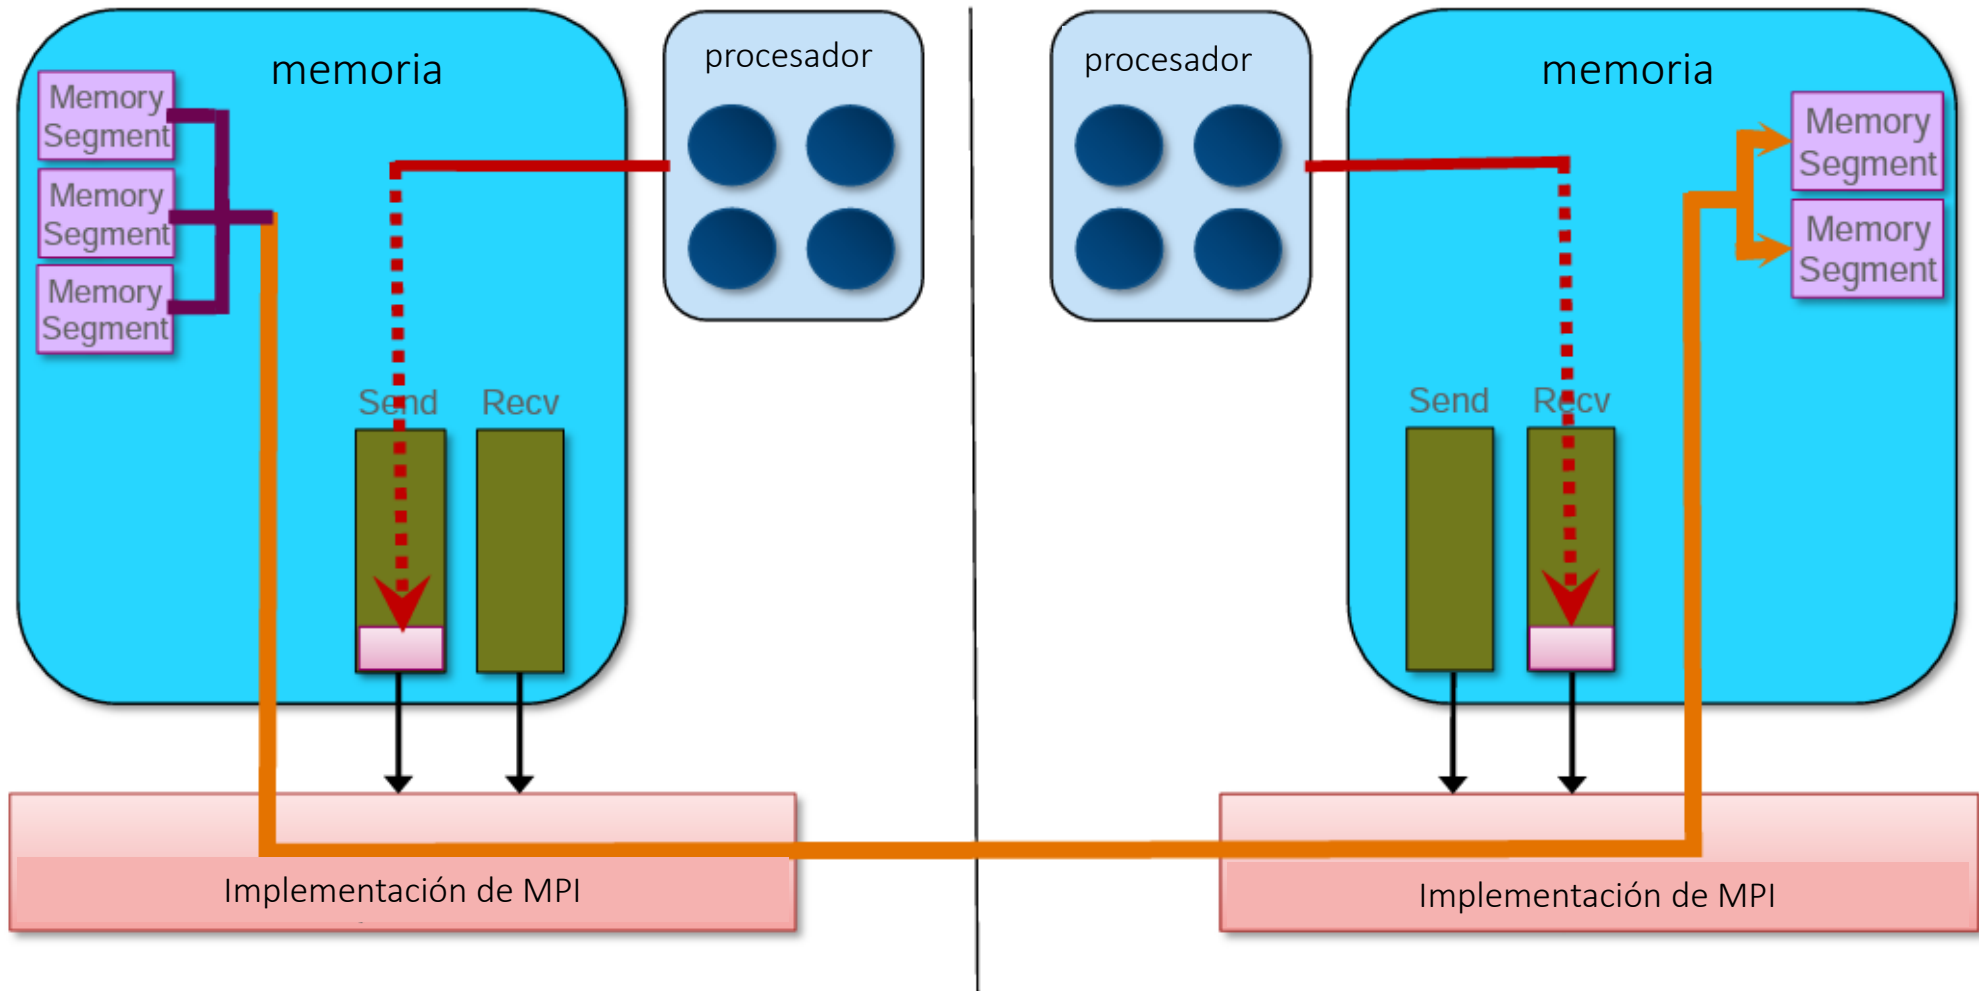 memoria
procesador
Memory
Segment
Memory
Segment
Memory
Segment
Send
Recv
Implementación de MPI
procesador
memoria
Memory
Segment
Memory
Segment
Send
Recv
Implementación de MPI